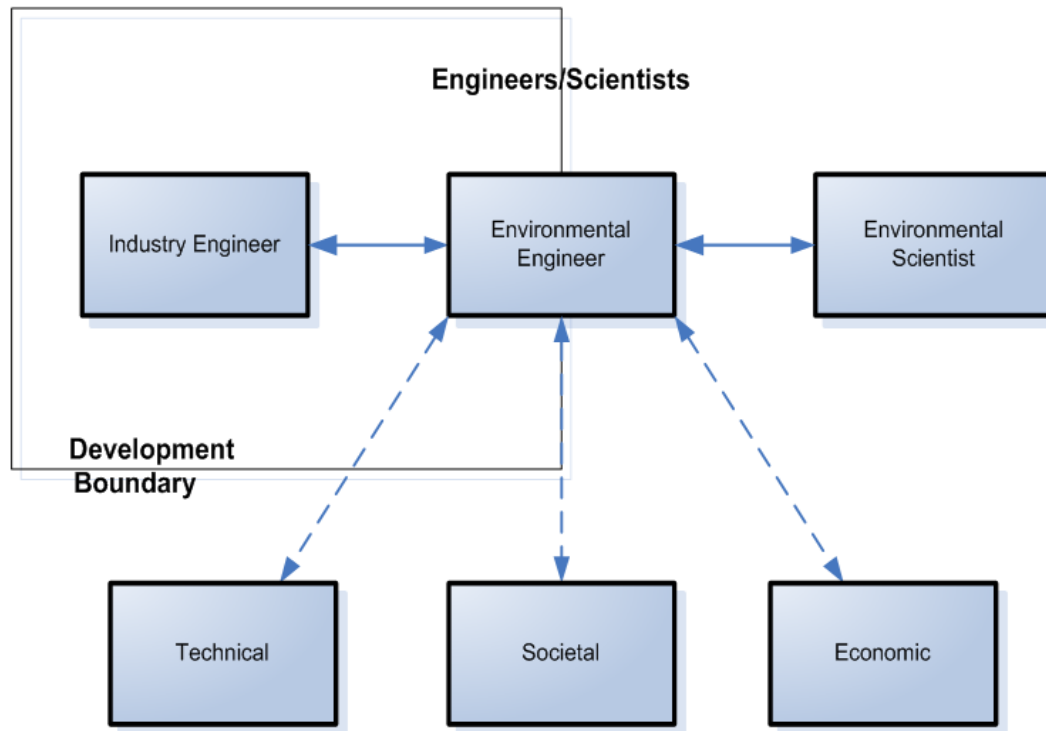 Engineers/Scientists
Industry Engineer
Environmental
Engineer
Environmental
Scientist
Development
Boundary
Technical
Societal
Economic